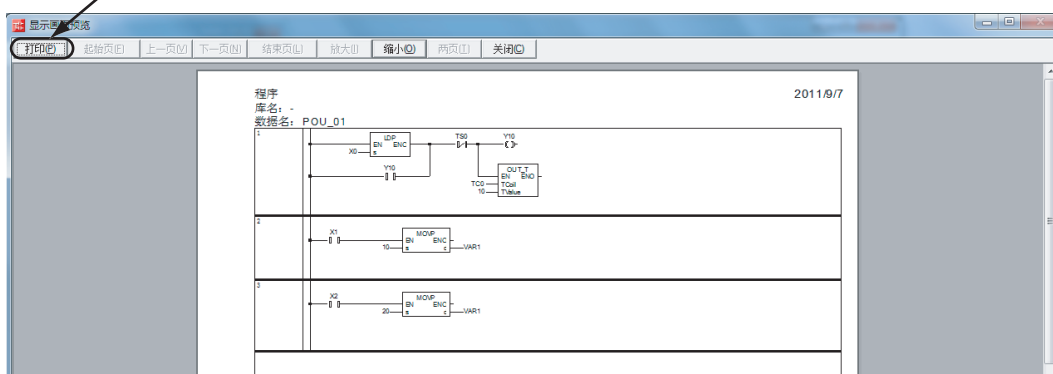 显示画面预览
打印(P) 起始页(F) 上一页(V) 下一页(N) 结束页(L) 放大(I) 缩小(O) 两页(T) 关闭(C)
程序 2011/9/7
库名: -
数据名: POU_01
1
LDP TS0 Y10
EN ENC
X0 s
Y10
OUT_T
EN ENO
TC0 TCoil
10 TValue
2
X1 MOVP
EN ENC
10 s c VAR1
3
X2 MOVP
EN ENC
20 s c VAR1